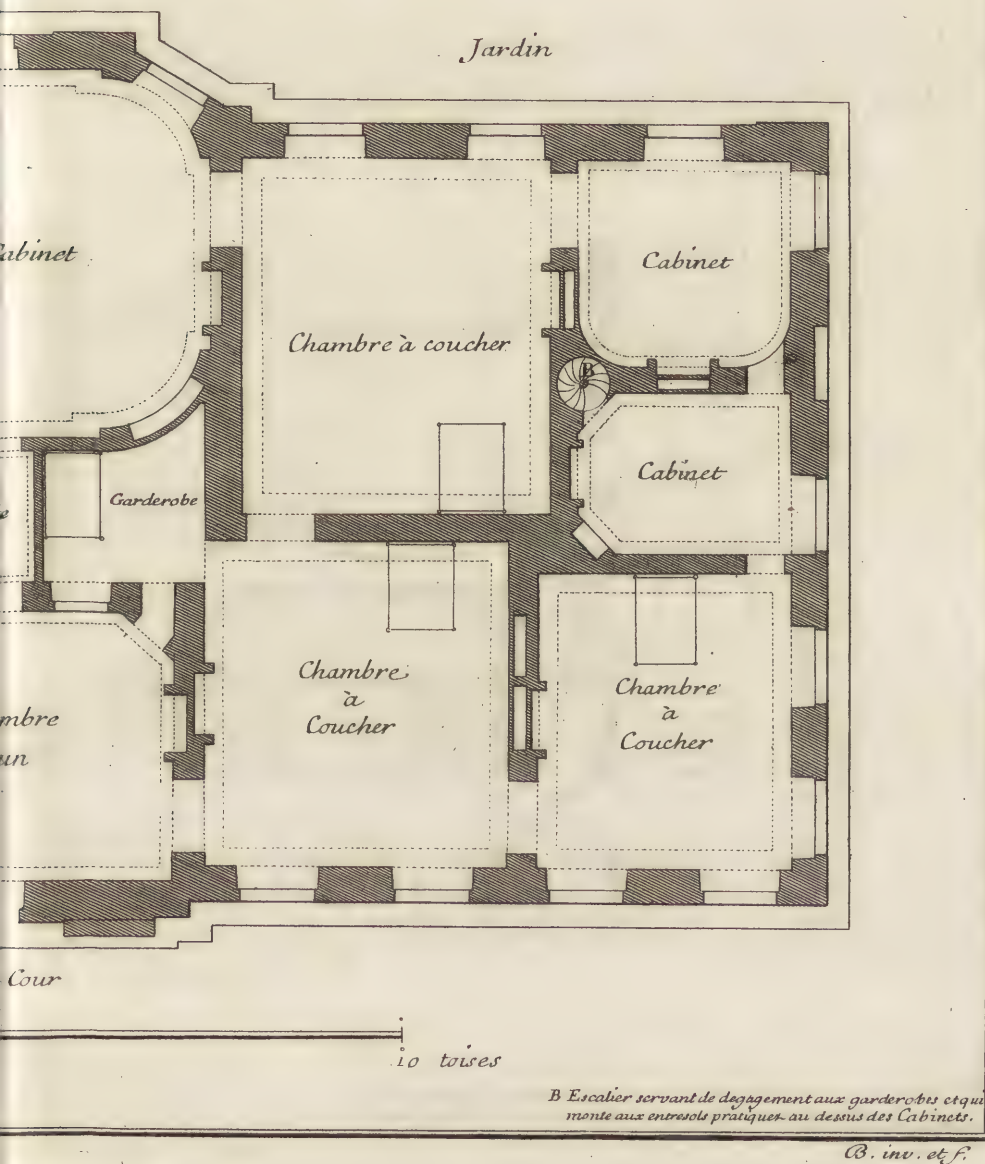 Jardin
Cabinet
abinet
Chambre à coucher
B
Cabinet
Garderobe
e
Chambre
à
Coucher
Chambre
à
Coucher
mbre
un
Cour
10 toises
B Escalier servant de degagement aux garderobes et qui
monte aux entresols pratiquez au dessus des Cabinets.
B. inv. et f.